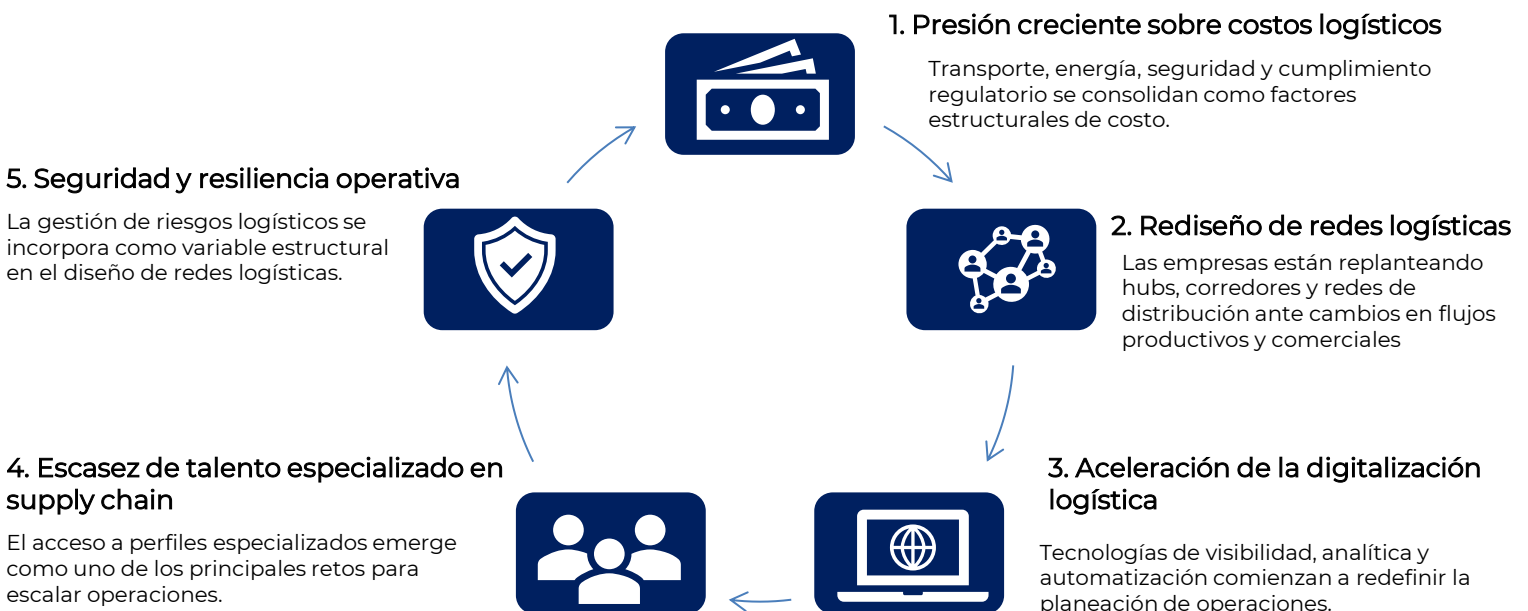 1. Presión creciente sobre costos logísticos
Transporte, energía, seguridad y cumplimiento
regulatorio se consolidan como factores
estructurales de costo.
2. Rediseño de redes logísticas
Las empresas están replanteando
hubs, corredores y redes de
distribución ante cambios en flujos
productivos y comerciales
3. Aceleración de la digitalización
logística
Tecnologías de visibilidad, analítica y
automatización comienzan a redefinir la
planeación de operaciones.
4. Escasez de talento especializado en
supply chain
El acceso a perfiles especializados emerge
como uno de los principales retos para
escalar operaciones.
5. Seguridad y resiliencia operativa
La gestión de riesgos logísticos se
incorpora como variable estructural
en el diseño de redes logísticas.